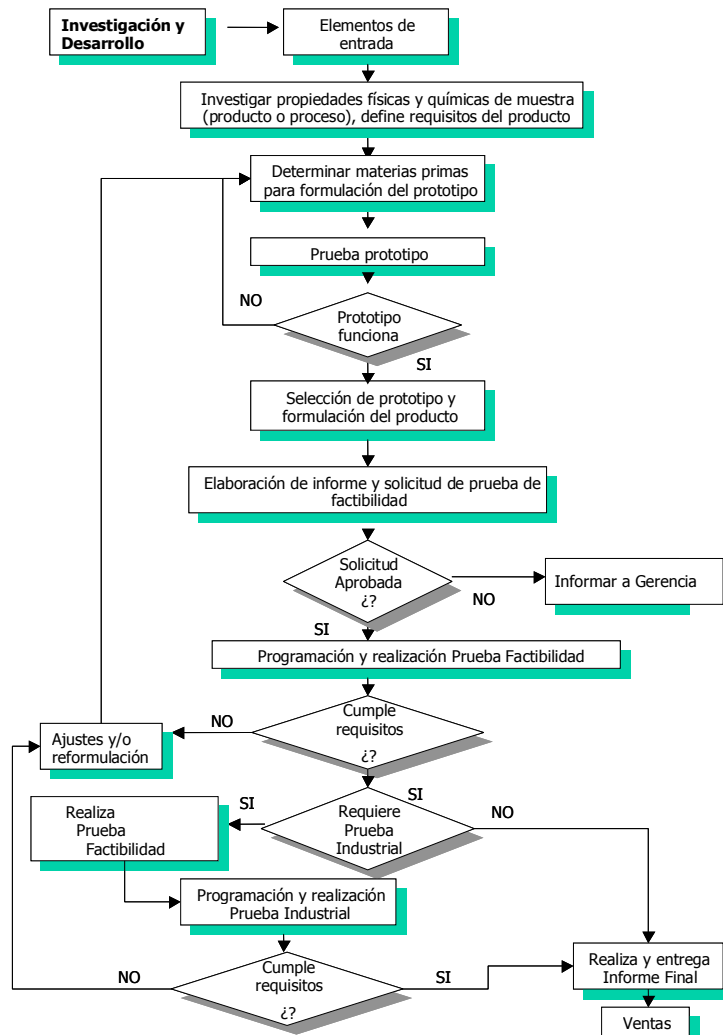 Investigación y
Desarrollo
Elementos de
entrada
Investigar propiedades físicas y químicas de muestra
(producto o proceso), define requisitos del producto
Determinar materias primas
para formulación del prototipo
Prueba prototipo
NO
Prototipo
funciona
SI
Selección de prototipo y
formulación del producto
Elaboración de informe y solicitud de prueba de
factibilidad
Solicitud
Aprobada
¿?
NO
Informar a Gerencia
SI
Programación y realización Prueba Factibilidad
NO
Cumple
requisitos
¿?
Ajustes y/o
reformulación
SI
Realiza
Prueba
Factibilidad
SI
Requiere
Prueba
Industrial
NO
Programación y realización
Prueba Industrial
NO
Cumple
requisitos
¿?
SI
Realiza y entrega
Informe Final
Ventas